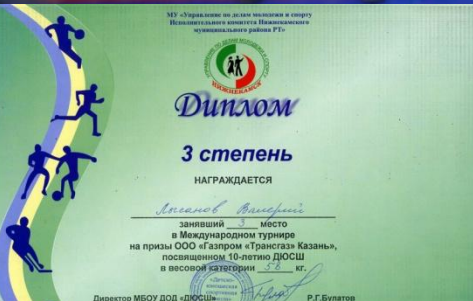 МУ «Управление по делам молодежи и спорту
Исполнительного комитета Нижнекамского
муниципального района РТ»
НИЖНЕКАМСК
Диплом
3 степень
НАГРАЖДАЕТСЯ
Валерий
занявший 3 место
в Международном турнире
на призы ООО «Газпром «Трансгаз» Казань»,
посвященном 10-летию ДЮСШ
в весовой категории 56 кг.
Директор МБОУ ДОД «ДЮСШ» Р.Г.Булатов